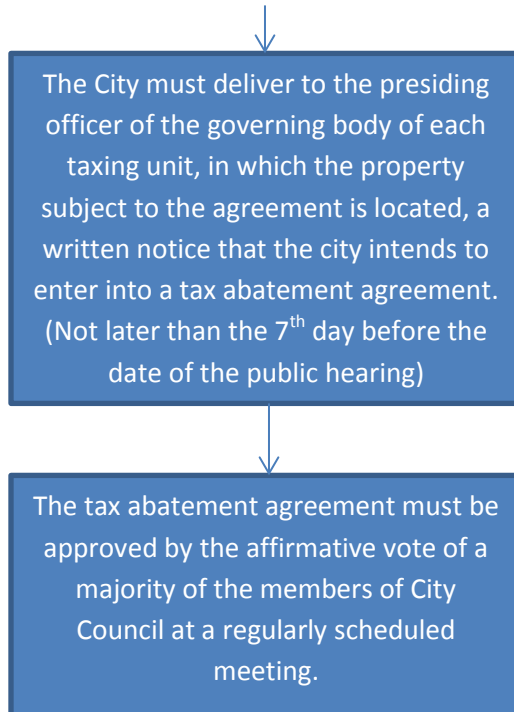 The City must deliver to the presiding
officer of the governing body of each
taxing unit, in which the property
subject to the agreement is located, a
written notice that the city intends to
enter into a tax abatement agreement.
(Not later than the 7th day before the
date of the public hearing)
The tax abatement agreement must be
approved by the affirmative vote of a
majority of the members of City
Council at a regularly scheduled
meeting.